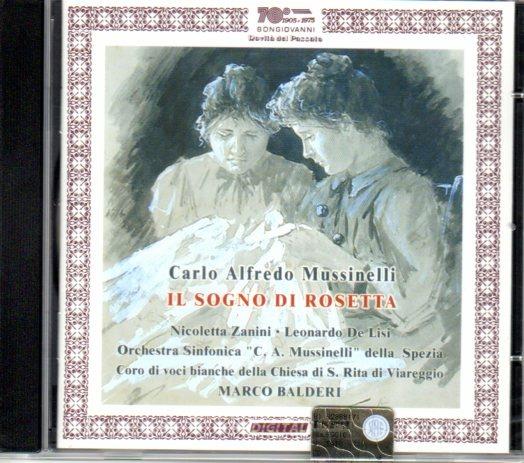 70° 1905-1975
BONGIOVANNI
Novità del Passato
Carlo Alfredo Mussinelli
IL SOGNO DI ROSETTA
Nicoletta Zanini • Leonardo De Lisi
Orchestra Sinfonica "C. A. Mussinelli" della Spezia
Coro di voci bianche della Chiesa di S. Rita di Viareggio
MARCO BALDERI
DIGITAL